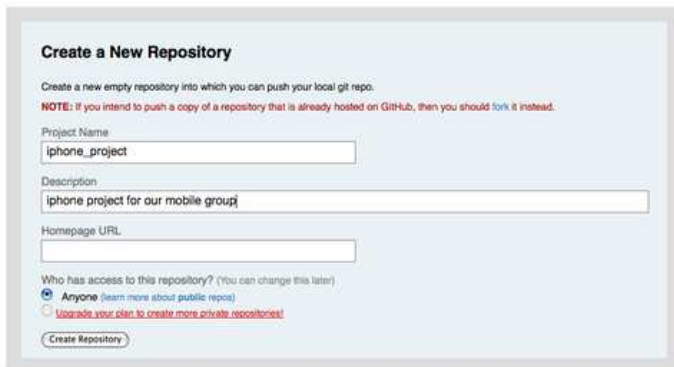 Create a New Repository
Create a new empty repository into which you can push your local git repo.
NOTE: If you intend to push a copy of a repository that is already hosted on GitHub, then you should fork it instead.
Project Name
iphone_project
Description
iphone project for our mobile group
Homepage URL
Who has access to this repository? (You can change this later)
Anyone (learn more about public repos)
Upgrade your plan to create more private repositories!
Create Repository